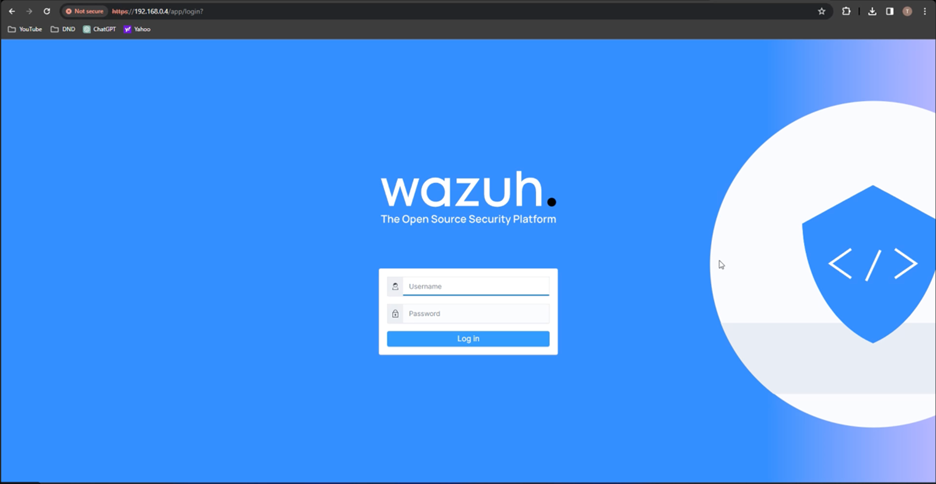 Not secure https://192.168.0.4/app/login?
YouTube DND ChatGPT Yahoo
wazuh.
The Open Source Security Platform
Username
Password
Log in
</>